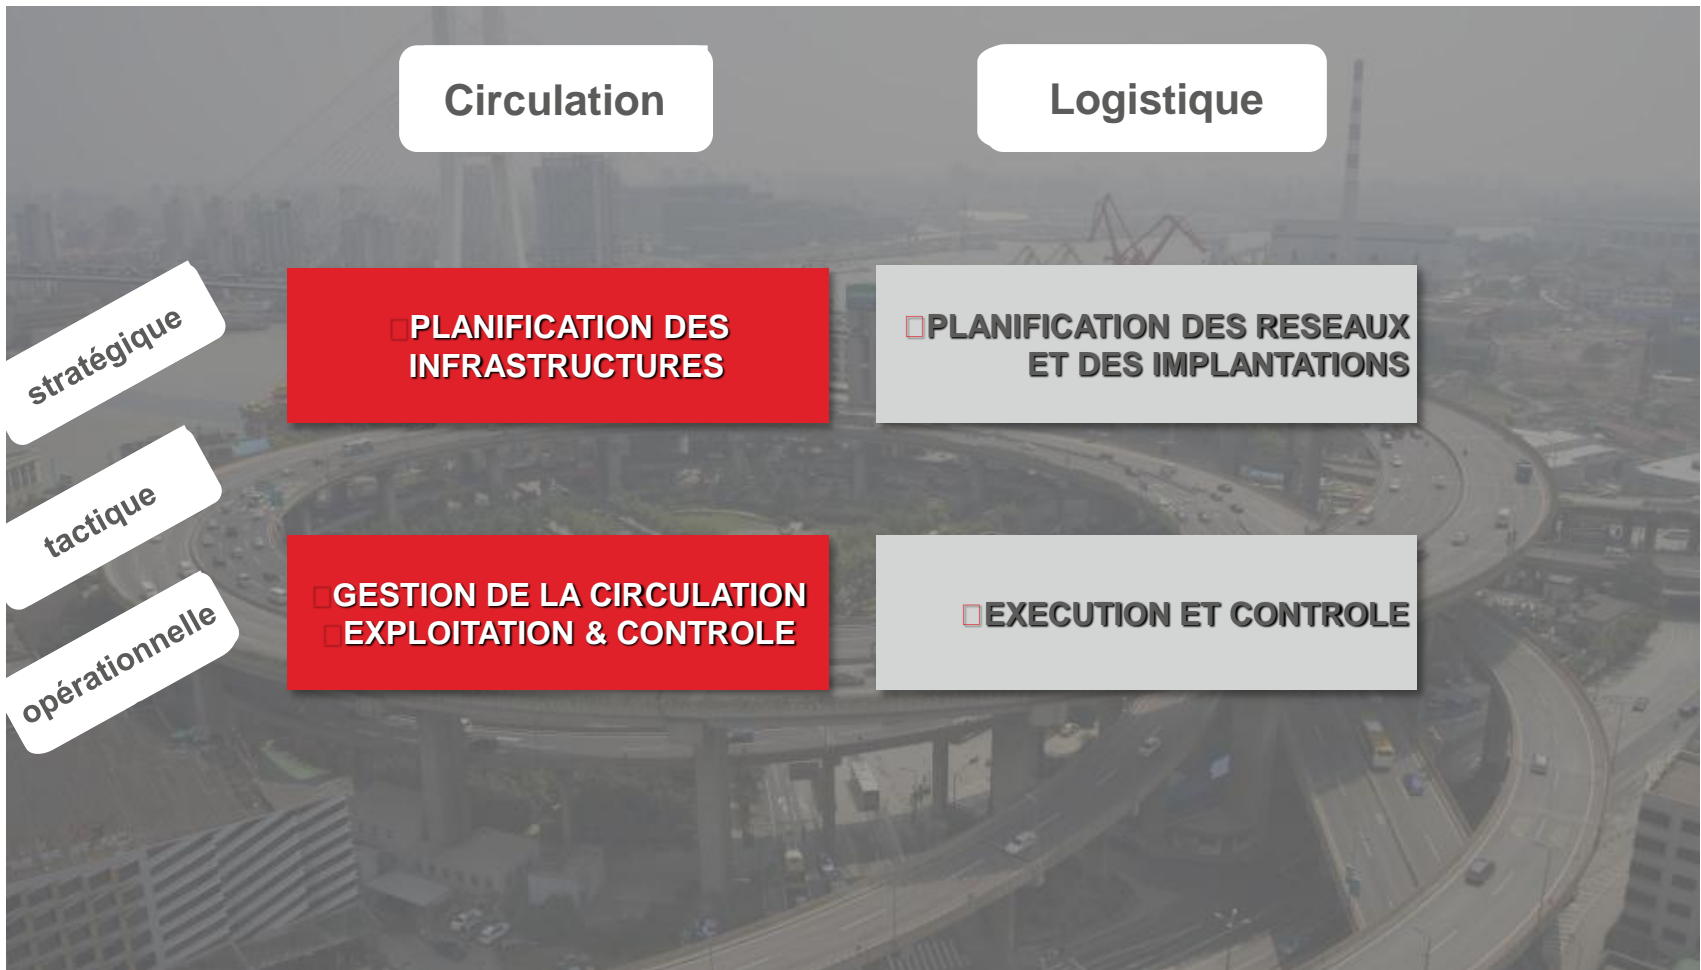 Circulation
Logistique
stratégique
PLANIFICATION DES
INFRASTRUCTURES
PLANIFICATION DES RESEAUX
ET DES IMPLANTATIONS
tactique
opérationnelle
GESTION DE LA CIRCULATION
EXPLOITATION & CONTROLE
EXECUTION ET CONTROLE